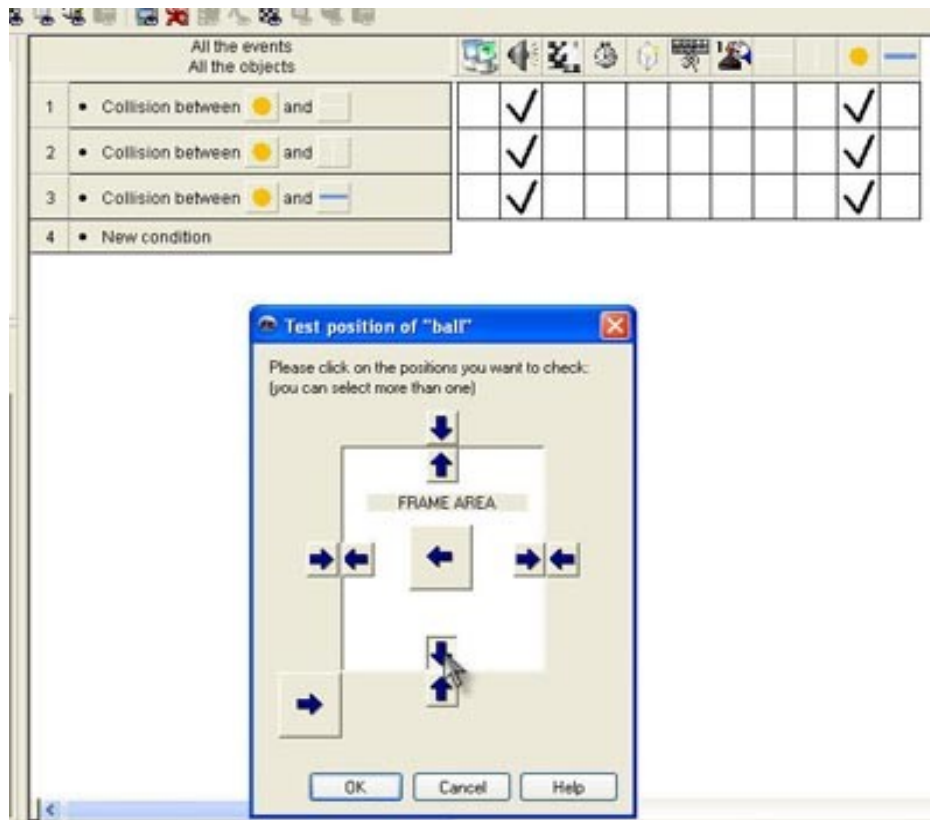 All the events
All the objects
1 • Collision between and
2 • Collision between and
3 • Collision between and
4 • New condition
Test position of "ball"
Please click on the positions you want to check:
(you can select more than one)
FRAME AREA
OK Cancel Help